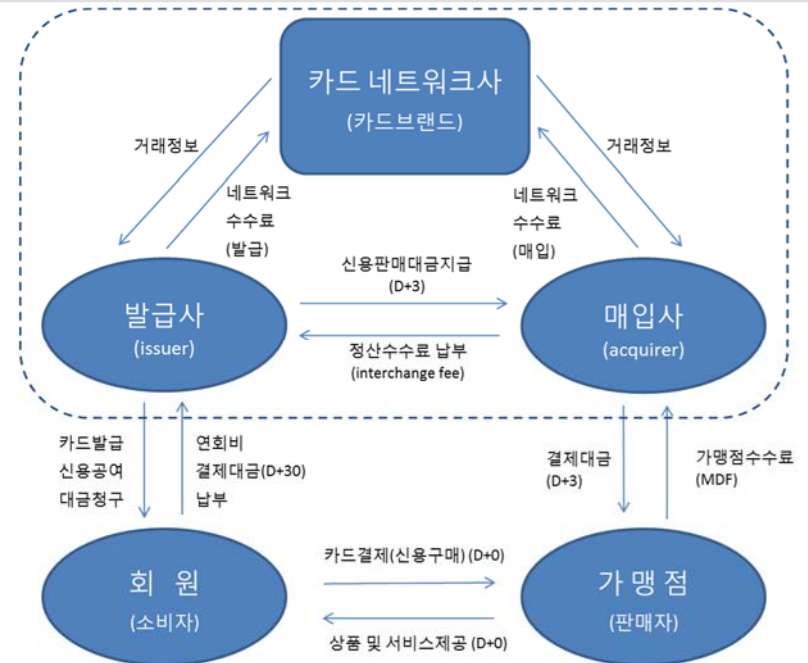 카드 네트워크사
(카드브랜드)
거래정보
거래정보
네트워크
수수료
(발급)
네트워크
수수료
(매입)
신용판매대금지급
(D+3)
발급사
(issuer)
매입사
(acquirer)
정산수수료 납부
(interchange fee)
카드발급
신용공여
대금청구
연회비
결제대금(D+30)
납부
결제대금
(D+3)
가맹점수수료
(MDF)
카드결제(신용구매) (D+0)
회 원
(소비자)
가 맹 점
(판매자)
상품 및 서비스제공 (D+0)